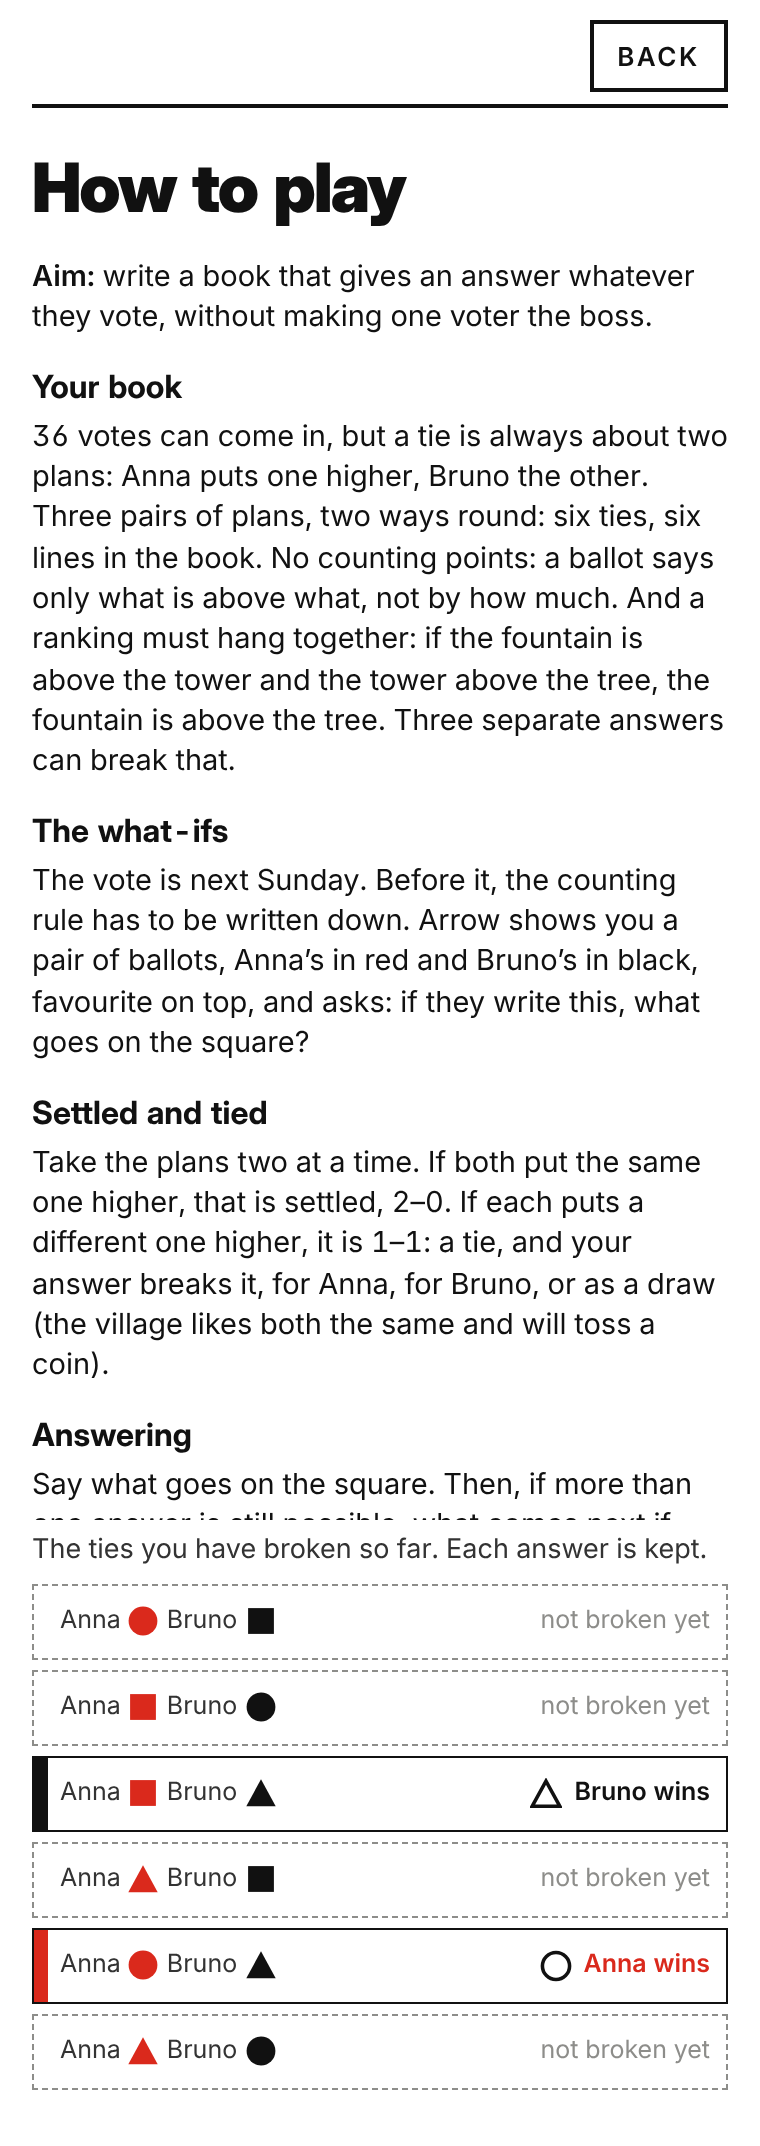 BACK
How to play
Aim: write a book that gives an answer whatever
they vote, without making one voter the boss.
Your book
36 votes can come in, but a tie is always about two
plans: Anna puts one higher, Bruno the other.
Three pairs of plans, two ways round: six ties, six
lines in the book. No counting points: a ballot says
only what is above what, not by how much. And a
ranking must hang together: if the fountain is
above the tower and the tower above the tree, the
fountain is above the tree. Three separate answers
can break that.
The what-ifs
The vote is next Sunday. Before it, the counting
rule has to be written down. Arrow shows you a
pair of ballots, Anna’s in red and Bruno’s in black,
favourite on top, and asks: if they write this, what
goes on the square?
Settled and tied
Take the plans two at a time. If both put the same
one higher, that is settled, 2–0. If each puts a
different one higher, it is 1–1: a tie, and your
answer breaks it, for Anna, for Bruno, or as a draw
(the village likes both the same and will toss a
coin).
Answering
Say what goes on the square. Then, if more than
one answer is still possible, what comes next if
The ties you have broken so far. Each answer is kept.
Anna Bruno not broken yet
Anna Bruno not broken yet
Anna Bruno Bruno wins
Anna Bruno not broken yet
Anna Bruno Anna wins
Anna Bruno not broken yet